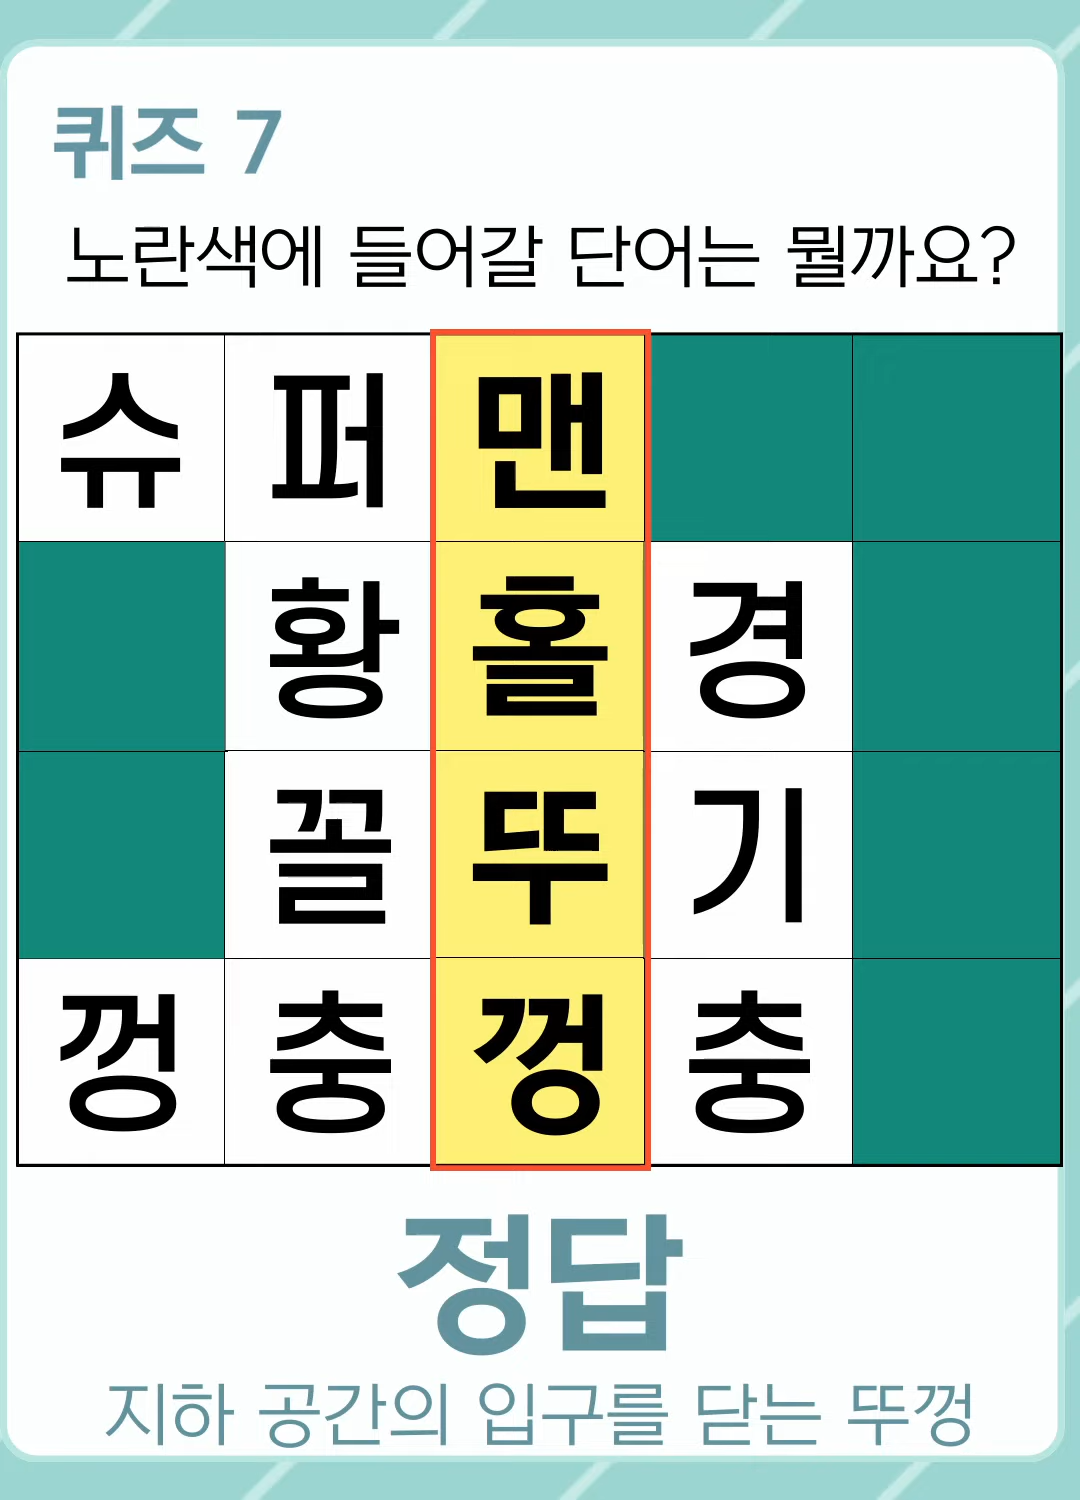 퀴즈 7
노란색에 들어갈 단어는 뭘까요?
슈 퍼 맨
황 홀 경
꼴 뚜 기
껑 충 껑 충
정답
지하 공간의 입구를 닫는 뚜껑